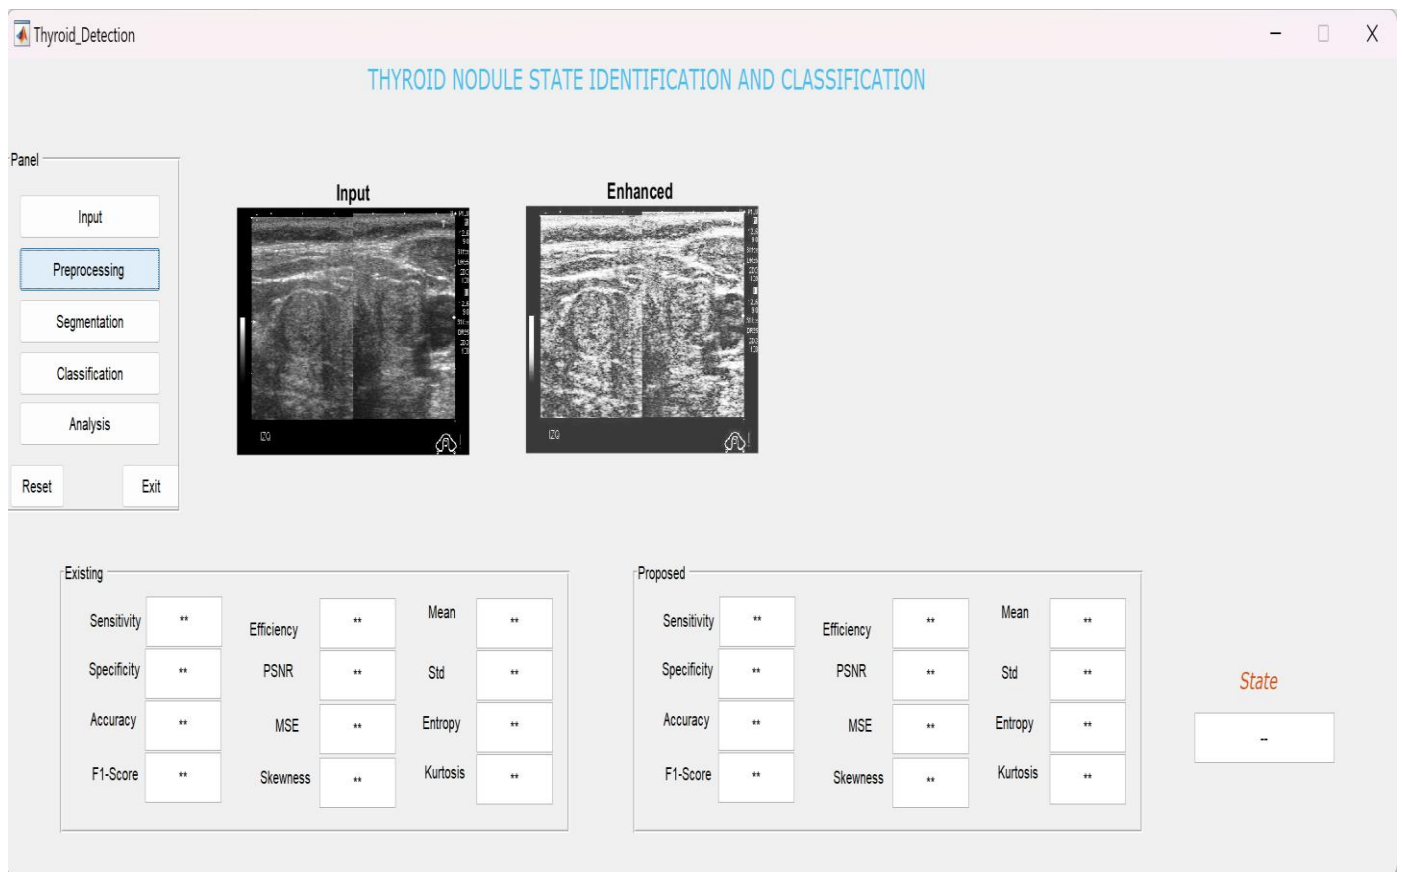 Thyroid_Detection
THYROID NODULE STATE IDENTIFICATION AND CLASSIFICATION
Panel
Input
Preprocessing
Segmentation
Classification
Analysis
Reset Exit
Input
IZQ
Enhanced
IZQ
Existing
Sensitivity ** Efficiency ** Mean **
Specificity ** PSNR ** Std **
Accuracy ** MSE ** Entropy **
F1-Score ** Skewness ** Kurtosis **
Proposed
Sensitivity ** Efficiency ** Mean **
Specificity ** PSNR ** Std **
Accuracy ** MSE ** Entropy **
F1-Score ** Skewness ** Kurtosis **
State
--